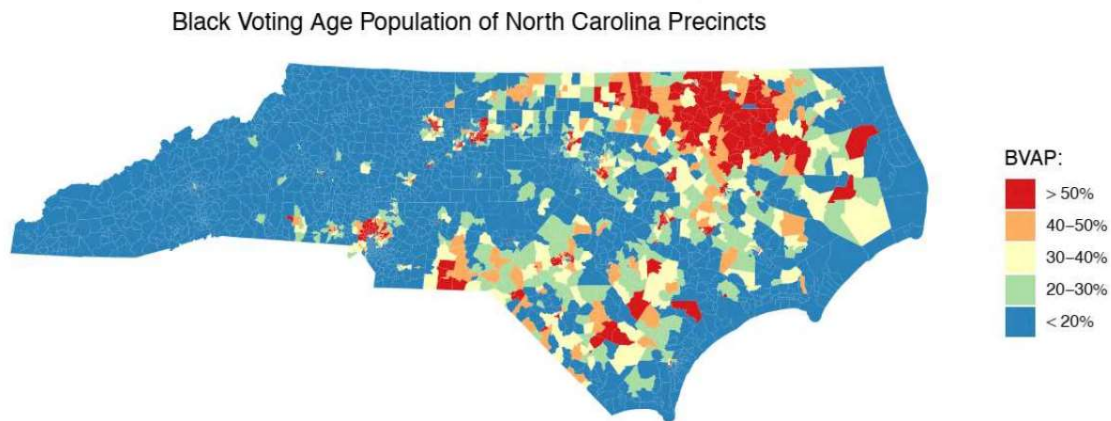 Black Voting Age Population of North Carolina Precincts
BVAP:
> 50%
40–50%
30–40%
20–30%
< 20%